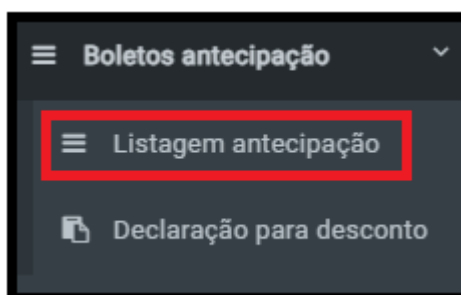 Boletos antecipação
Listagem antecipação
Declaração para desconto